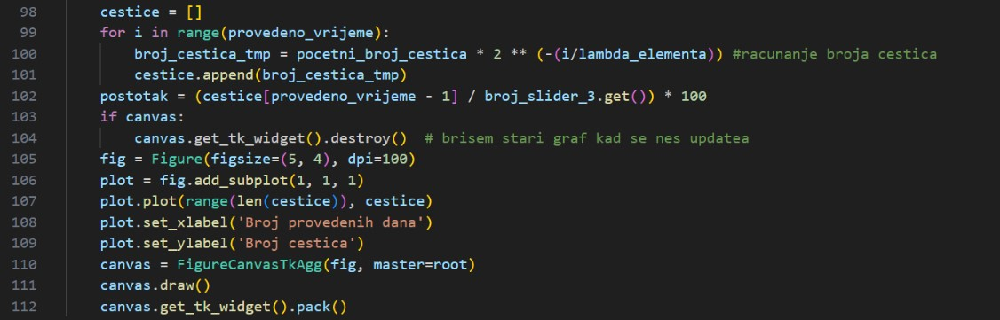 98 cestice = []
99 for i in range(provedeno_vrijeme):
100 broj_cestica_tmp = pocetni_broj_cestica * 2 ** (-(i/lambda_elementa)) #racunanje broja cestica
101 cestice.append(broj_cestica_tmp)
102 postotak = (cestice[provedeno_vrijeme - 1] / broj_slider_3.get()) * 100
103 if canvas:
104 canvas.get_tk_widget().destroy() # brisem stari graf kad se nes updatea
105 fig = Figure(figsize=(5, 4), dpi=100)
106 plot = fig.add_subplot(1, 1, 1)
107 plot.plot(range(len(cestice)), cestice)
108 plot.set_xlabel('Broj provedenih dana')
109 plot.set_ylabel('Broj cestica')
110 canvas = FigureCanvasTkAgg(fig, master=root)
111 canvas.draw()
112 canvas.get_tk_widget().pack()